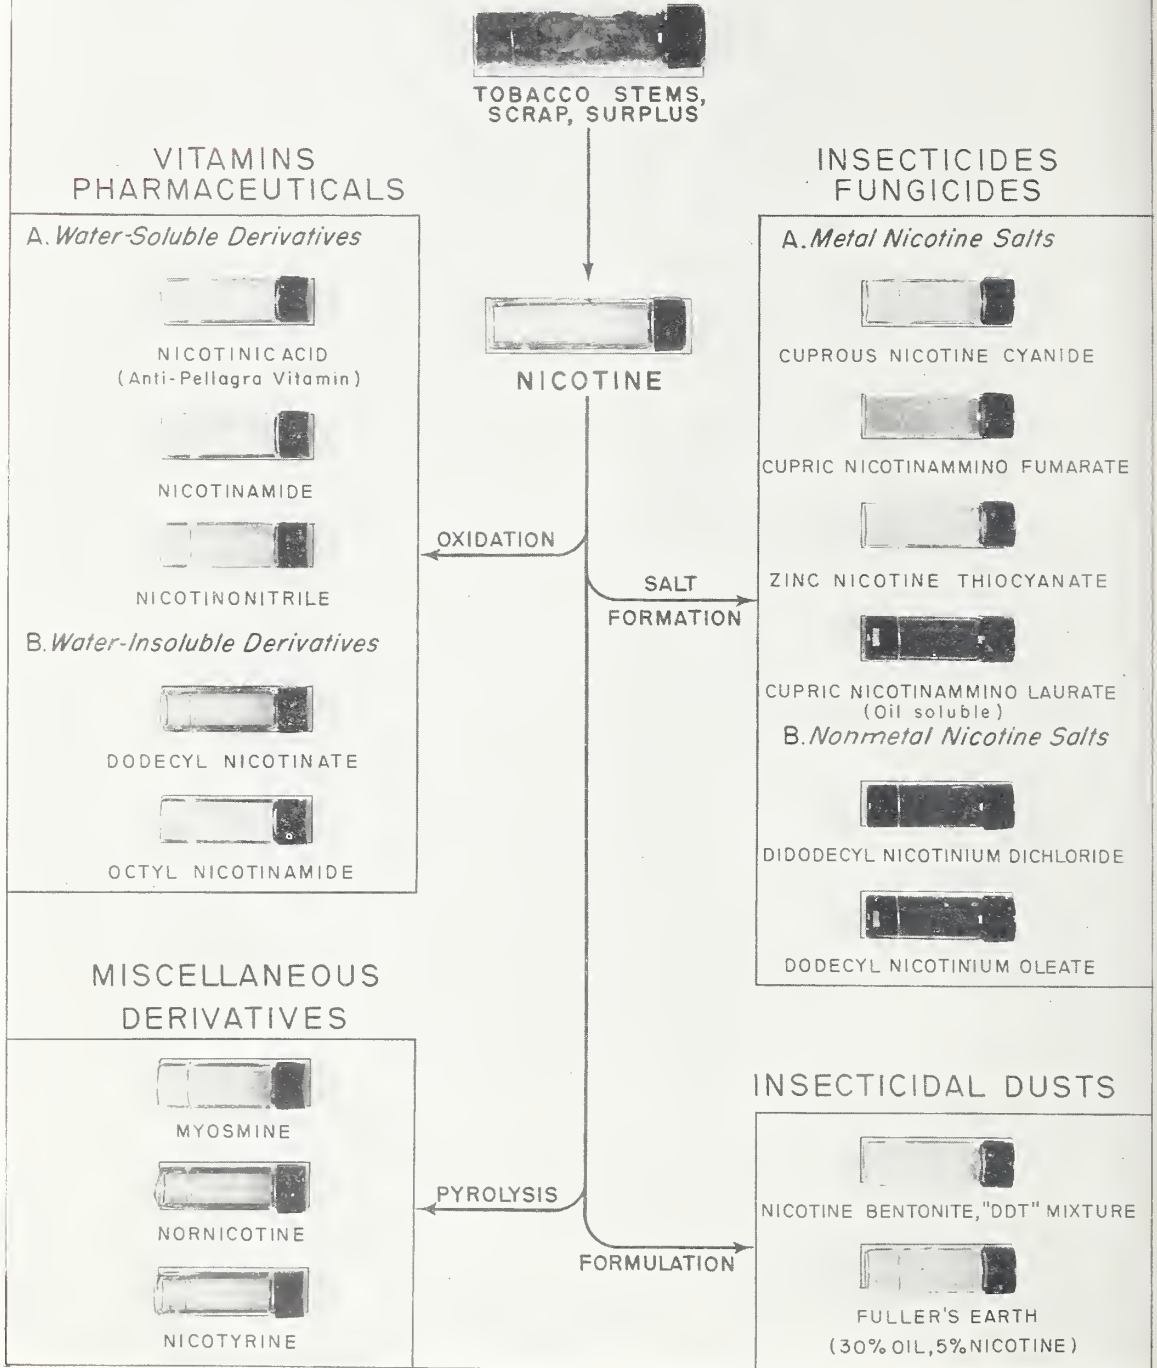 TOBACCO STEMS,
SCRAP, SURPLUS
VITAMINS
PHARMACEUTICALS
A. Water-Soluble Derivatives
NICOTINIC ACID
(Anti-Pellagra Vitamin)
NICOTINAMIDE
NICOTINONITRILE
B. Water-Insoluble Derivatives
DODECYL NICOTINATE
OCTYL NICOTINAMIDE
NICOTINE
OXIDATION
SALT
FORMATION
INSECTICIDES
FUNGICIDES
A. Metal Nicotine Salts
CUPROUS NICOTINE CYANIDE
CUPRIC NICOTINAMMINO FUMARATE
ZINC NICOTINE THIOCYANATE
CUPRIC NICOTINAMMINO LAURATE
(Oil soluble)
B. Nonmetal Nicotine Salts
DIDODECYL NICOTINIUM DICHLORIDE
DODECYL NICOTINIUM OLEATE
MISCELLANEOUS
DERIVATIVES
MYOSMINE
NORNICOTINE
NICOTYRINE
PYROLYSIS
FORMULATION
INSECTICIDAL DUSTS
NICOTINE BENTONITE, "DDT" MIXTURE
FULLER'S EARTH
(30% OIL, 5% NICOTINE)